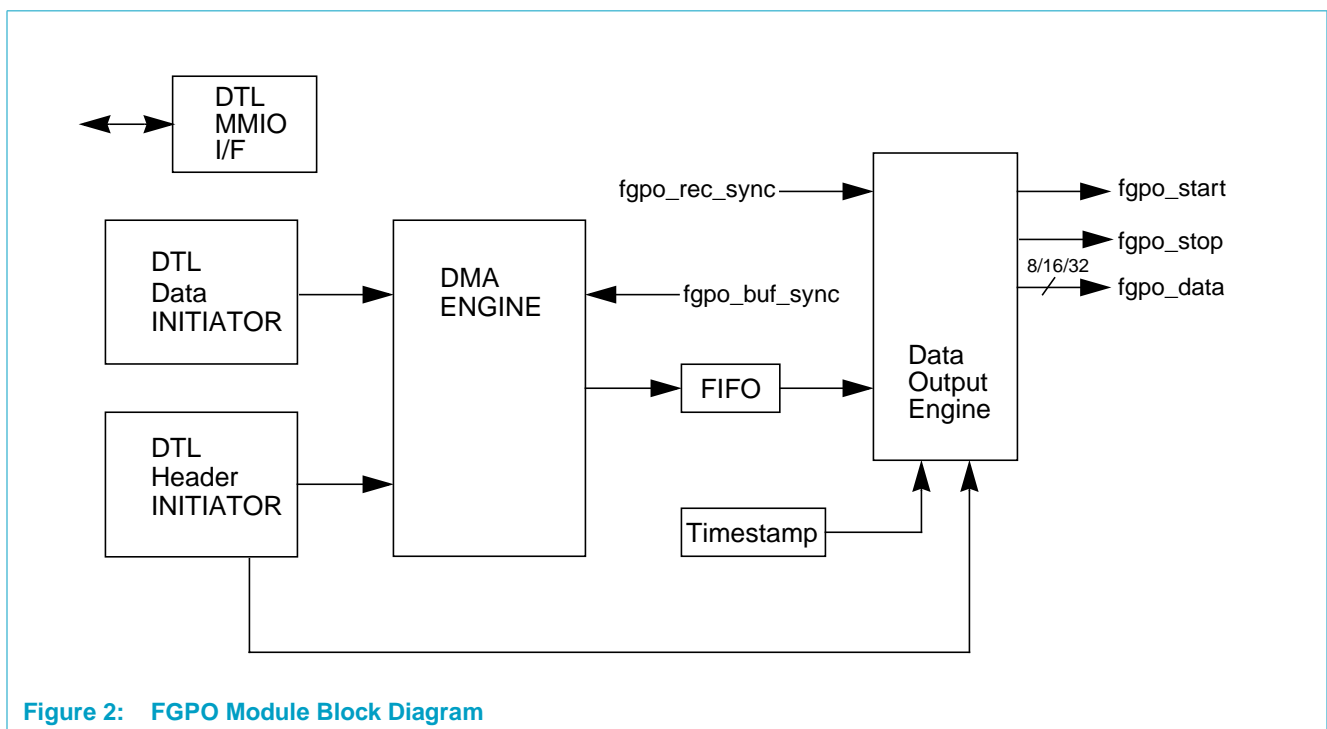 DTL
MMIO
I/F
fgpo_rec_sync
fgpo_start
fgpo_stop
8/16/32
fgpo_data
DTL
Data
INITIATOR
DMA
ENGINE
fgpo_buf_sync
FIFO
Data
Output
Engine
DTL
Header
INITIATOR
Timestamp
Figure 2: FGPO Module Block Diagram